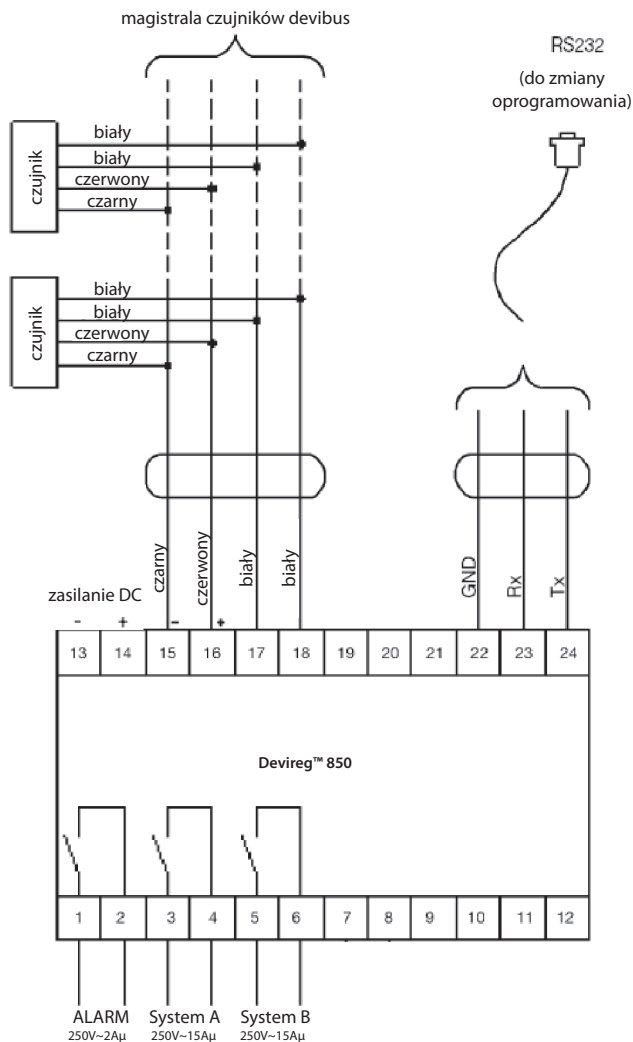 magistrala czujników devibus
RS232
(do zmiany
oprogramowania)
czujnik
biały
biały
czerwony
czarny
czujnik
biały
biały
czerwony
czarny
czarny
czerwony
biały
biały
GND
Rx
Tx
zasilanie DC
- + - +
13 14 15 16 17 18 19 20 21 22 23 24
Devireg™ 850
1 2 3 4 5 6 7 8 9 10 11 12
ALARM System A System B
250V~2Aµ 250V~15Aµ 250V~15Aµ